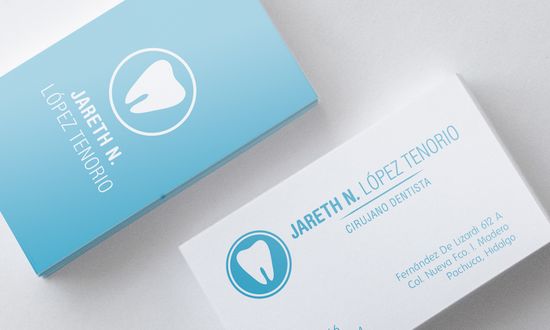 JARETH N.
LÓPEZ TENORIO
JARETH N. LÓPEZ TENORIO
CIRUJANO DENTISTA
Fernández De Lizardi 612 A
Col. Nueva Fco. I. Madero
Pachuca, Hidalgo